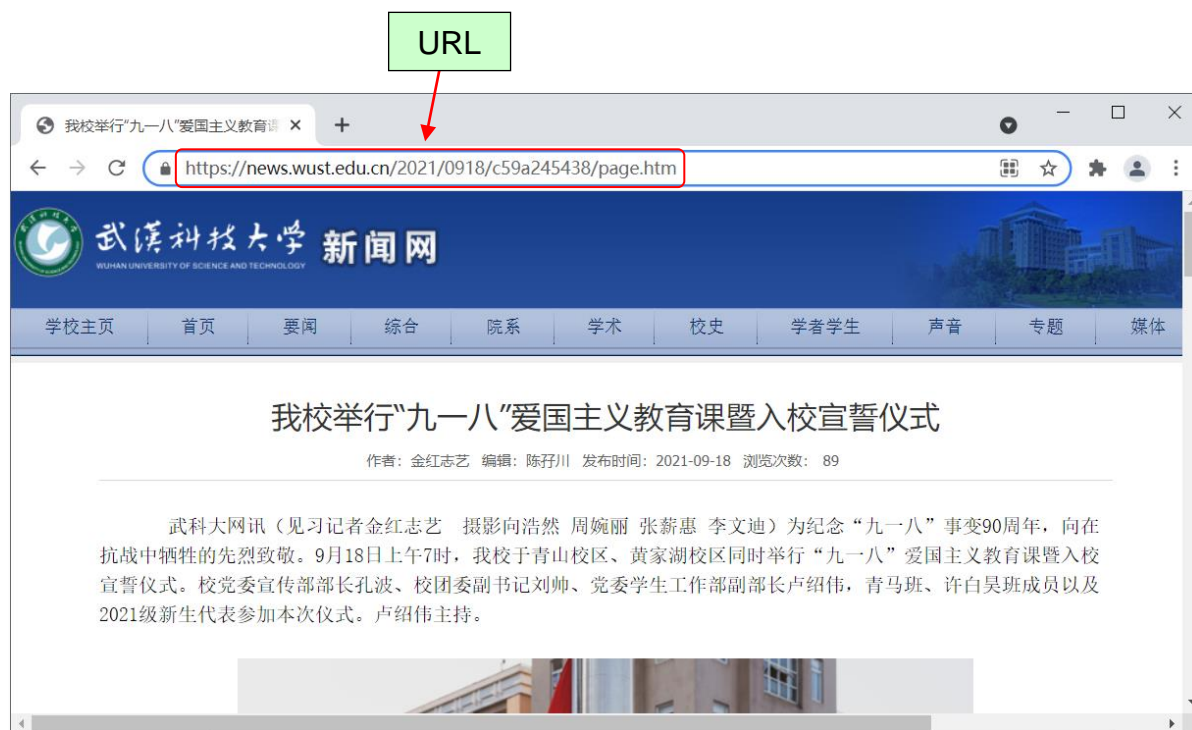 URL
我校举行“九一八”爱国主义教育课
https://news.wust.edu.cn/2021/0918/c59a245438/page.htm
武汉科技大学 新闻网
WUHAN UNIVERSITY OF SCIENCE AND TECHNOLOGY
学校主页 首页 要闻 综合 院系 学术 校史 学者学生 声音 专题 媒体
我校举行“九一八”爱国主义教育课暨入校宣誓仪式
作者：金红志艺 编辑：陈孖川 发布时间：2021-09-18 浏览次数： 89
武科大网讯（见习记者金红志艺 摄影向浩然 周婉丽 张薪惠 李文迪）为纪念“九一八”事变90周年，向在
抗战中牺牲的先烈致敬。9月18日上午7时，我校于青山校区、黄家湖校区同时举行“九一八”爱国主义教育课暨入校
宣誓仪式。校党委宣传部部长孔波、校团委副书记刘帅、党委学生工作部副部长卢绍伟，青马班、许白昊班成员以及
2021级新生代表参加本次仪式。卢绍伟主持。